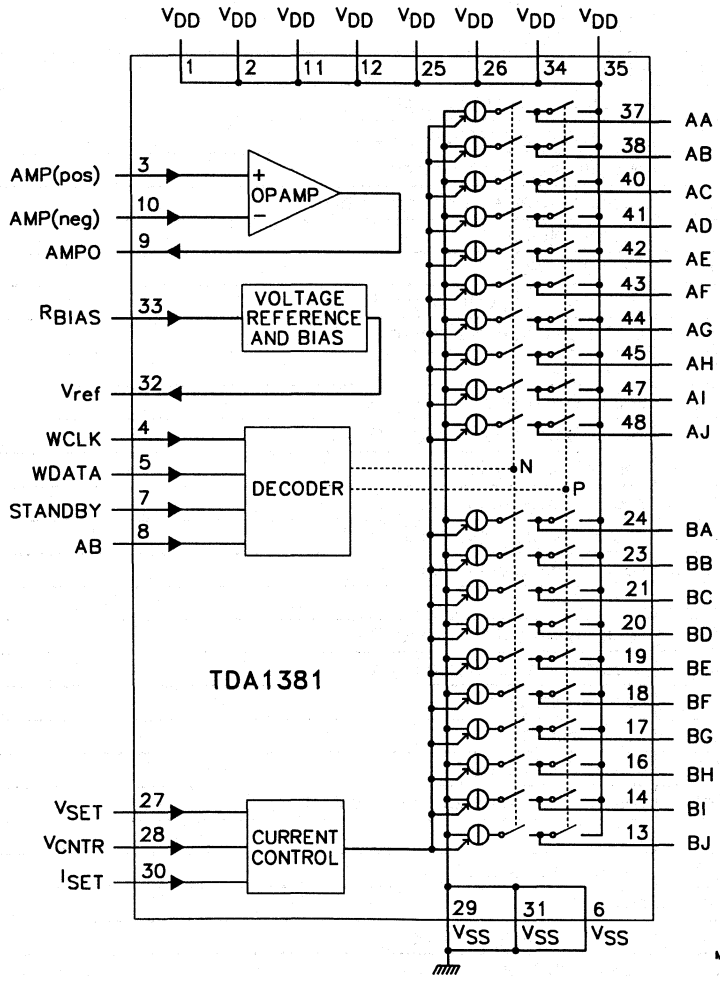 VDD VDD VDD VDD VDD VDD VDD VDD
1 2 11 12 25 26 34 35
37 AA
38 AB
AMP(pos) 3 + OPAMP
40 AC
AMP(neg) 10 −
41 AD
AMPO 9
42 AE
43 AF
RBIAS 33 VOLTAGE
REFERENCE
AND BIAS
44 AG
45 AH
Vref 32
47 AI
48 AJ
WCLK 4
WDATA 5
DECODER
N
P
STANDBY 7
AB 8
24 BA
23 BB
21 BC
20 BD
19 BE
TDA1381
18 BF
17 BG
16 BH
VSET 27
14 BI
VCNTR 28 CURRENT
CONTROL
13 BJ
ISET 30
29 31 6
VSS VSS VSS